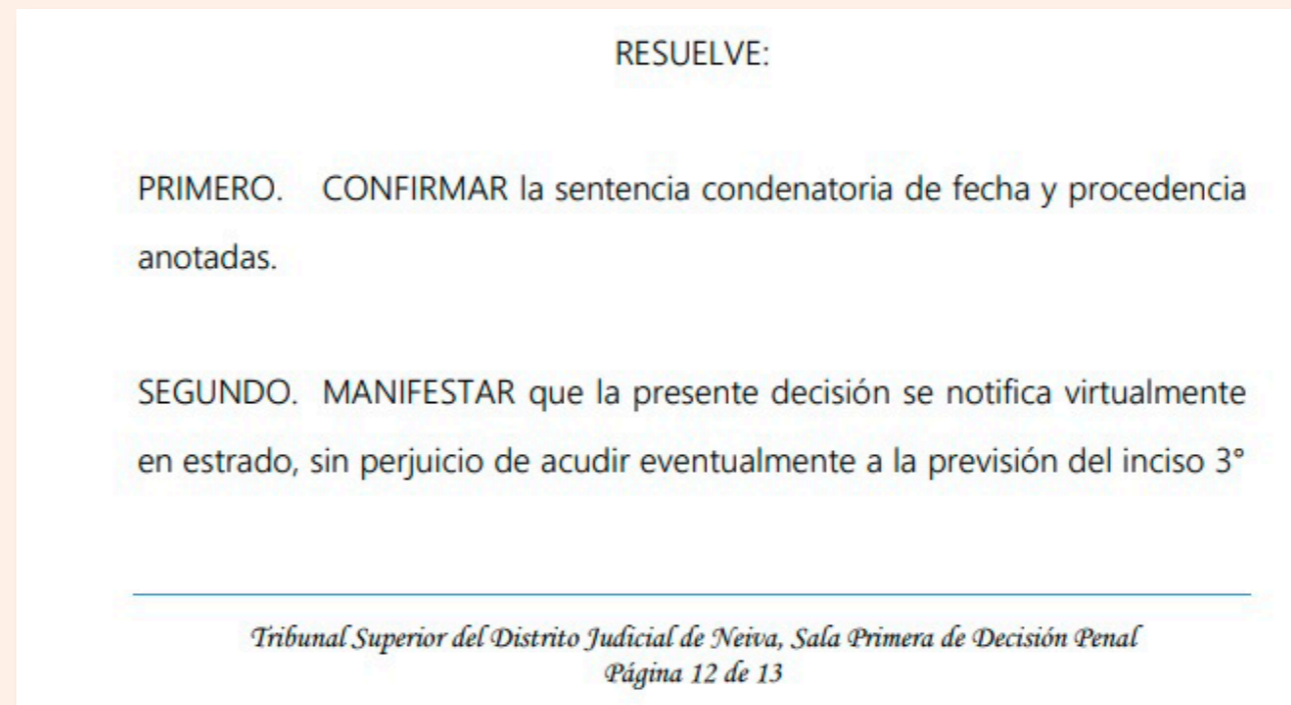 RESUELVE:
PRIMERO. CONFIRMAR la sentencia condenatoria de fecha y procedencia
anotadas.
SEGUNDO. MANIFESTAR que la presente decisión se notifica virtualmente
en estrado, sin perjuicio de acudir eventualmente a la previsión del inciso 3°
Tribunal Superior del Distrito Judicial de Neiva, Sala Primera de Decisión Penal
Página 12 de 13